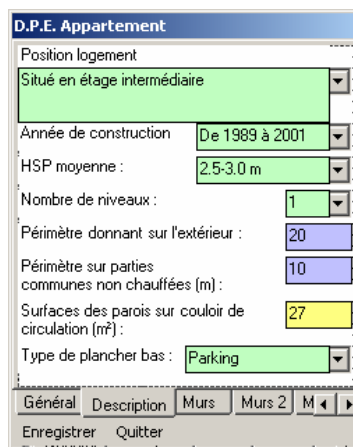 D.P.E. Appartement
Position logement
Situé en étage intermédiaire
Année de construction De 1989 à 2001
HSP moyenne : 2.5-3.0 m
Nombre de niveaux : 1
Périmètre donnant sur l'extérieur : 20
Périmètre sur parties
communes non chauffées (m) : 10
Surfaces des parois sur couloir de
circulation (m²) : 27
Type de plancher bas : Parking
Général Description Murs Murs 2 M
Enregistrer Quitter